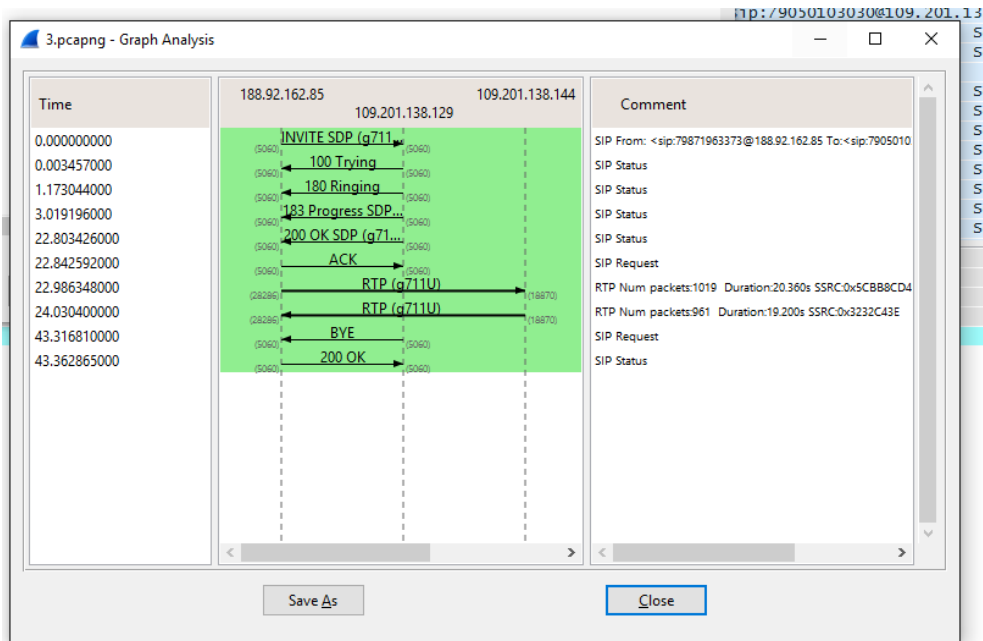 sip:79050103030@109.201.13
3.pcapng - Graph Analysis
Time
188.92.162.85
109.201.138.129
109.201.138.144
Comment
0.000000000
INVITE SDP (g711...
(5060)
(5060)
SIP From: <sip:79871963373@188.92.162.85 To:<sip:7905010
0.003457000
100 Trying
(5060)
(5060)
SIP Status
1.173044000
180 Ringing
(5060)
(5060)
SIP Status
3.019196000
183 Progress SDP...
(5060)
(5060)
SIP Status
22.803426000
200 OK SDP (g71...
(5060)
(5060)
SIP Status
22.842592000
ACK
(5060)
(5060)
SIP Request
22.986348000
RTP (g711U)
(28286)
(18870)
RTP Num packets:1019 Duration:20.360s SSRC:0x5CBB8CD4
24.030400000
RTP (g711U)
(28286)
(18870)
RTP Num packets:961 Duration:19.200s SSRC:0x3232C43E
43.316810000
BYE
(5060)
(5060)
SIP Request
43.362865000
200 OK
(5060)
(5060)
SIP Status
Save As
Close